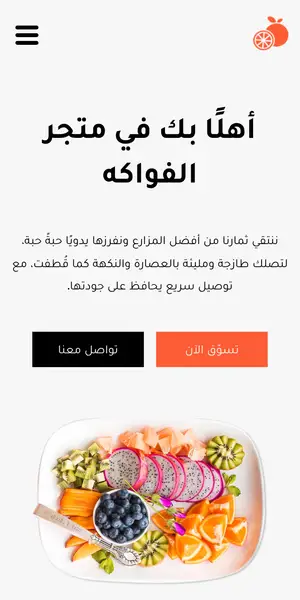 أهلًا بك في متجر
الفواكه
ننتقي ثمارنا من أفضل المزارع ونفرزها يدويًا حبةً حبة،
لتصلك طازجة ومليئة بالعصارة والنكهة كما قُطفت، مع
توصيل سريع يحافظ على جودتها.
تسوّق الآن
تواصل معنا